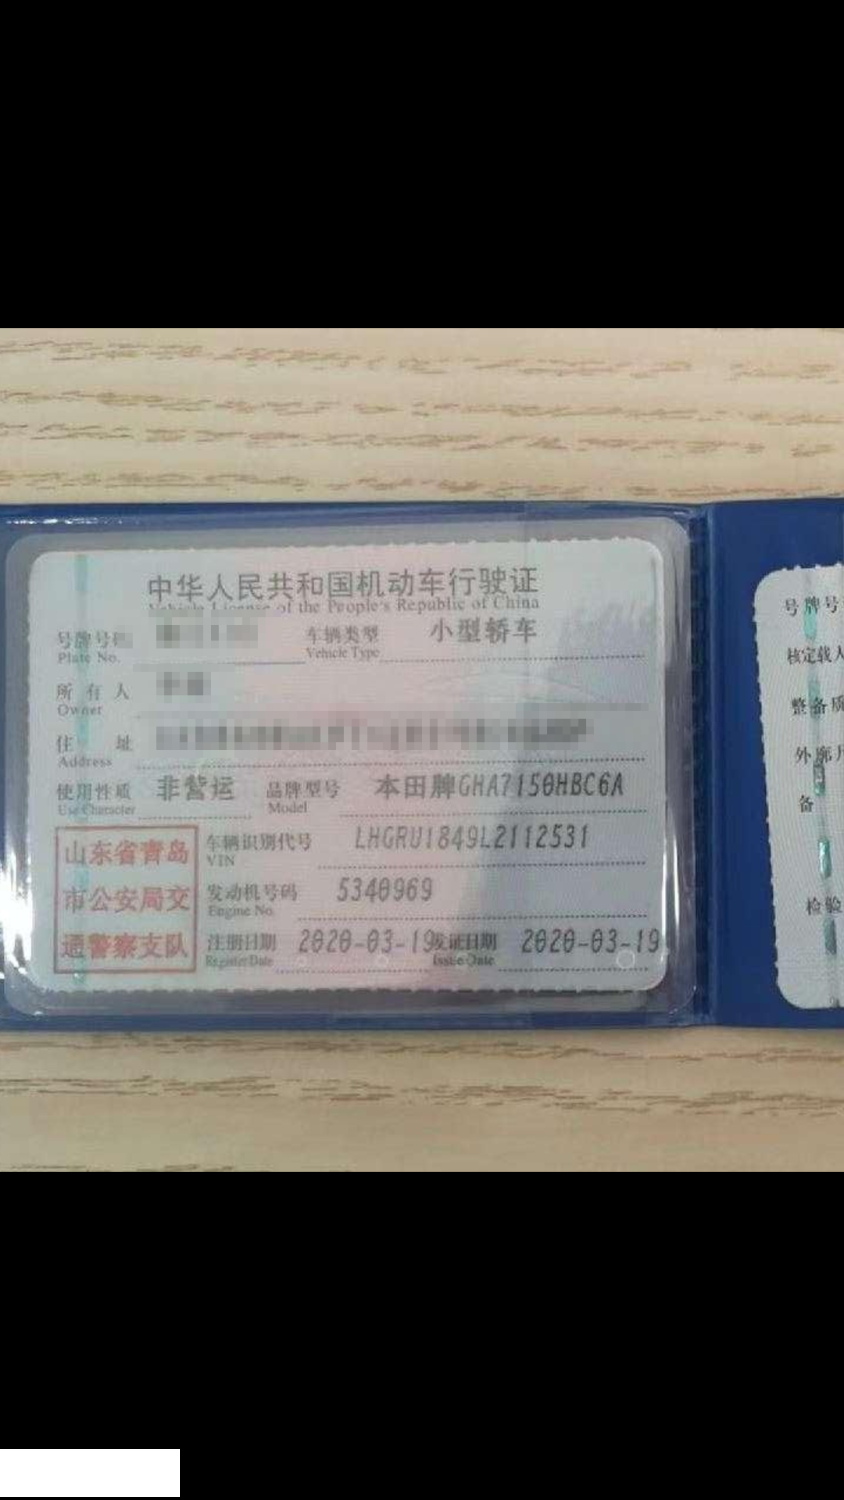 中华人民共和国机动车行驶证
Vehicle License of the People's Republic of China
号牌号码 车辆类型 小型轿车
Plate No. Vehicle Type
所有人
Owner
住址
Address
使用性质 非营运 品牌型号 本田牌GHA7150HBC6A
Use Character Model
山东省青岛
市公安局交
通警察支队
车辆识别代号 LHGRU1849L2112531
VIN
发动机号码 5340969
Engine No.
注册日期 2020-03-19 发证日期 2020-03-19
Register Date Issue Date
号牌号
核定载人
整备质
外廓尺
备
检验